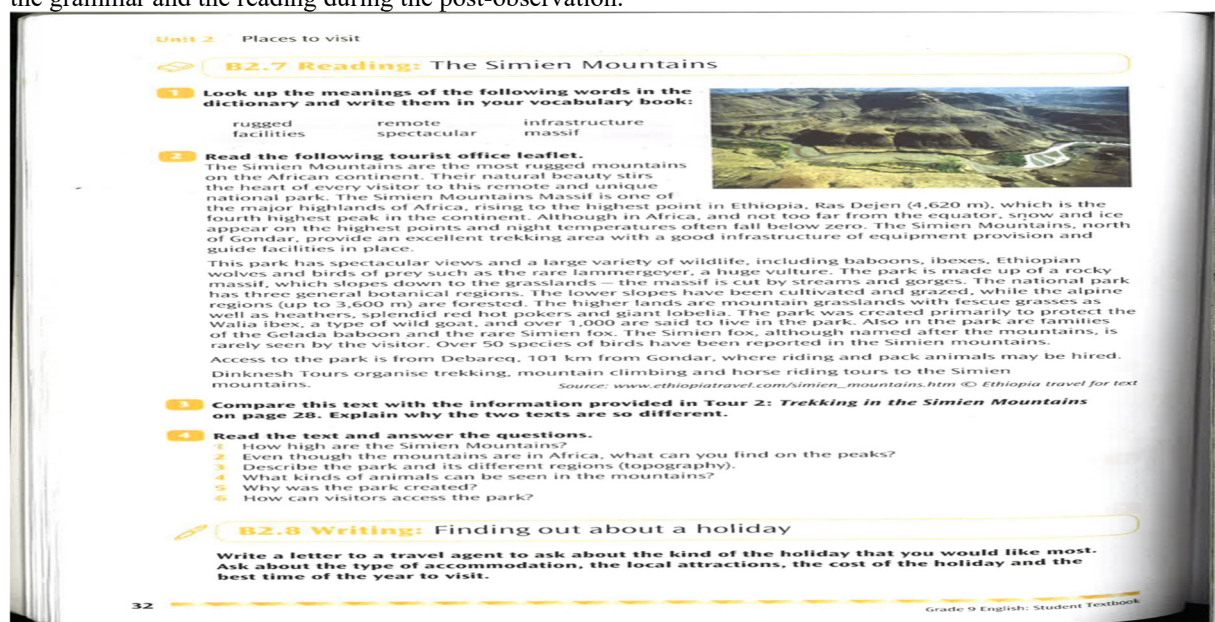 the grammar and the reading during the post-observation.
Unit 2 Places to visit
B2.7 Reading: The Simien Mountains
1 Look up the meanings of the following words in the
dictionary and write them in your vocabulary book:
rugged remote infrastructure
facilities spectacular massif
2 Read the following tourist office leaflet.
The Simien Mountains are the most rugged mountains
on the African continent. Their natural beauty stirs
the heart of every visitor to this remote and unique
national park. The Simien Mountains Massif is one of
the major highlands of Africa, rising to the highest point in Ethiopia, Ras Dejen (4,620 m), which is the
fourth highest peak in the continent. Although in Africa, and not too far from the equator, snow and ice
appear on the highest points and night temperatures often fall below zero. The Simien Mountains, north
of Gondar, provide an excellent trekking area with a good infrastructure of equipment provision and
guide facilities in place.
This park has spectacular views and a large variety of wildlife, including baboons, ibexes, Ethiopian
wolves and birds of prey such as the rare lammergeyer, a huge vulture. The park is made up of a rocky
massif, which slopes down to the grasslands — the massif is cut by streams and gorges. The national park
has three general botanical regions. The lower slopes have been cultivated and grazed, while the alpine
regions (up to 3,600 m) are forested. The higher lands are mountain grasslands with fescue grasses as
well as heathers, splendid red hot pokers and giant lobelia. The park was created primarily to protect the
Walia ibex, a type of wild goat, and over 1,000 are said to live in the park. Also in the park are families
of the Gelada baboon and the rare Simien fox. The Simien fox, although named after the mountains, is
rarely seen by the visitor. Over 50 species of birds have been reported in the Simien mountains.
Access to the park is from Debareq, 101 km from Gondar, where riding and pack animals may be hired.
Dinknesh Tours organise trekking, mountain climbing and horse riding tours to the Simien
mountains. Source: www.ethiopiatravel.com/simien_mountains.htm © Ethiopia travel for text
3 Compare this text with the information provided in Tour 2: Trekking in the Simien Mountains
on page 28. Explain why the two texts are so different.
4 Read the text and answer the questions.
1 How high are the Simien Mountains?
2 Even though the mountains are in Africa, what can you find on the peaks?
3 Describe the park and its different regions (topography).
4 What kinds of animals can be seen in the mountains?
5 Why was the park created?
6 How can visitors access the park?
B2.8 Writing: Finding out about a holiday
Write a letter to a travel agent to ask about the kind of the holiday that you would like most.
Ask about the type of accommodation, the local attractions, the cost of the holiday and the
best time of the year to visit.
32 Grade 9 English: Student Textbook